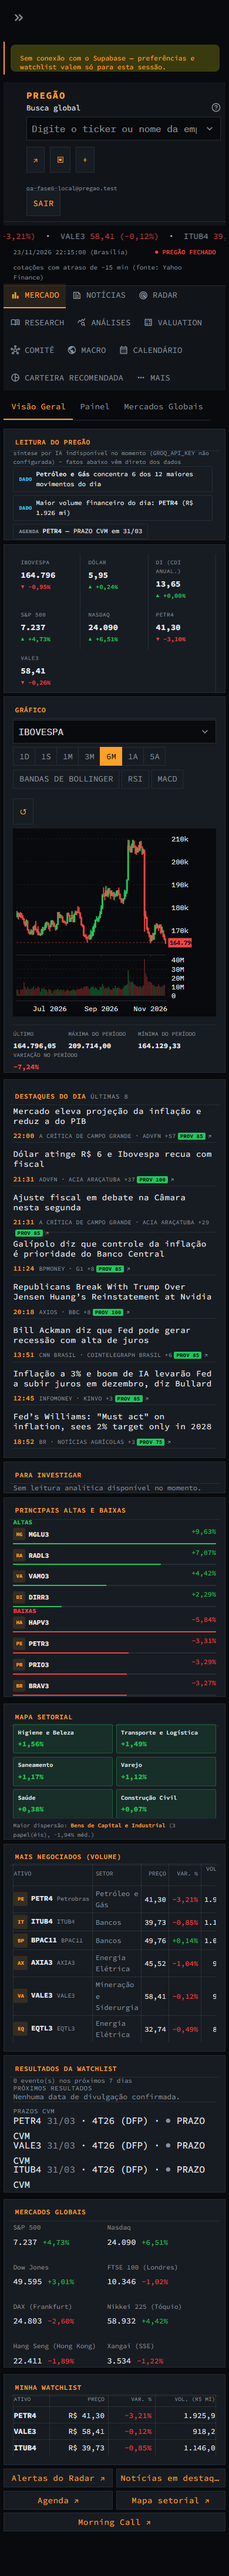 Sem conexão com o Supabase — preferências e
watchlist valem só para esta sessão.
PREGÃO
Busca global
Digite o ticker ou nome da emp
SAIR
qa-fase6-local@pregao.test
-3,21%) • VALE3 58,41 (-0,12%) • ITUB4 39
23/11/2026 22:15:00 (Brasília)
PREGÃO FECHADO
cotações com atraso de ~15 min (fonte: Yahoo
Finance)
MERCADO
NOTÍCIAS
RADAR
RESEARCH
ANÁLISES
VALUATION
COMITÊ
MACRO
CALENDÁRIO
CARTEIRA RECOMENDADA
MAIS
Visão Geral
Painel
Mercados Globais
LEITURA DO PREGÃO
síntese por IA indisponível no momento (GROQ_API_KEY não
configurada) · fatos abaixo vêm direto dos dados
DADO Petróleo e Gás concentra 6 dos 12 maiores
movimentos do dia
DADO Maior volume financeiro do dia: PETR4 (R$
1.926 mi)
AGENDA PETR4 — PRAZO CVM em 31/03
IBOVESPA
164.796
▼ -0,95%
DÓLAR
5,95
▲ +0,24%
DI (CDI
ANUAL.)
13,65
▲ +0,00%
S&P 500
7.237
▲ +4,73%
NASDAQ
24.090
▲ +6,51%
PETR4
41,30
▼ -3,10%
VALE3
58,41
▼ -0,26%
GRÁFICO
IBOVESPA
1D
1S
1M
3M
6M
1A
5A
BANDAS DE BOLLINGER
RSI
MACD
210k
200k
190k
180k
170k
40M
30M
20M
10M
0
Jul 2026
Sep 2026
Nov 2026
ÚLTIMO
164.796,05
MÁXIMA DO PERÍODO
209.714,00
MÍNIMA DO PERÍODO
164.129,33
VARIAÇÃO NO PERÍODO
-7,24%
DESTAQUES DO DIA ÚLTIMAS 8
Mercado eleva projeção da inflação e
reduz a do PIB
22:00 A CRÍTICA DE CAMPO GRANDE · ADVFN +57 PROV 85 ↗
Dólar atinge R$ 6 e Ibovespa recua com
fiscal
21:31 ADVFN · ACIA ARAÇATUBA +37 PROV 100 ↗
Ajuste fiscal em debate na Câmara
nesta segunda
21:31 A CRÍTICA DE CAMPO GRANDE · ACIA ARAÇATUBA +29
PROV 85 ↗
Galípolo diz que controle da inflação
é prioridade do Banco Central
11:24 BPMONEY · G1 +6 PROV 85 ↗
Republicans Break With Trump Over
Jensen Huang's Reinstatement at Nvidia
20:18 AXIOS · BBC +8 PROV 100 ↗
Bill Ackman diz que Fed pode gerar
recessão com alta de juros
13:51 CNN BRASIL · COINTELEGRAPH BRASIL +6 PROV 85 ↗
Inflação a 3% e boom de IA levarão Fed
a subir juros em dezembro, diz Bullard
12:45 INFOMONEY · KINVO +3 PROV 85 ↗
Fed's Williams: "Must act" on
inflation, sees 2% target only in 2028
18:52 BR · NOTÍCIAS AGRÍCOLAS +3 PROV 75 ↗
PARA INVESTIGAR
Sem leitura analítica disponível no momento.
PRINCIPAIS ALTAS E BAIXAS
ALTAS
MG MGLU3 +9,63%
RA RADL3 +7,67%
VA VAMO3 +4,42%
DI DIRR3 +2,29%
BAIXAS
HA HAPV3 -5,84%
PE PETR3 -3,31%
PR PRIO3 -3,29%
BR BRAV3 -3,27%
MAPA SETORIAL
Higiene e Beleza
+1,56%
Transporte e Logística
+1,49%
Saneamento
+1,17%
Varejo
+1,12%
Saúde
+0,38%
Construção Civil
+0,07%
Maior dispersão: Bens de Capital e Industrial (3
papel(éis), -1,94% méd.)
MAIS NEGOCIADOS (VOLUME)
ATIVO SETOR PREÇO VAR. % VOL
PE PETR4 Petrobras Petróleo e Gás 41,30 -3,21% 1.9
IT ITUB4 ITUB4 Bancos 39,73 -0,85% 1.1
BP BPAC11 BPAC11 Bancos 49,76 +0,14% 1.0
AX AXIA3 AXIA3 Energia Elétrica 45,52 -1,04% 9
VA VALE3 VALE3 Mineração e Siderurgia 58,41 -0,12% 9
EQ EQTL3 EQTL3 Energia Elétrica 32,74 -0,49% 8
RESULTADOS DA WATCHLIST
0 evento(s) nos próximos 7 dias
PRÓXIMOS RESULTADOS
Nenhuma data de divulgação confirmada.
PRAZOS CVM
PETR4 31/03 · 4T26 (DFP) · PRAZO
CVM
VALE3 31/03 · 4T26 (DFP) · PRAZO
CVM
ITUB4 31/03 · 4T26 (DFP) · PRAZO
CVM
MERCADOS GLOBAIS
S&P 500
7.237 +4,73%
Nasdaq
24.090 +6,51%
Dow Jones
49.595 +3,01%
FTSE 100 (Londres)
10.346 -1,02%
DAX (Frankfurt)
24.803 -2,60%
Nikkei 225 (Tóquio)
58.932 +4,42%
Hang Seng (Hong Kong)
22.411 -1,89%
Xangai (SSE)
3.534 -1,22%
MINHA WATCHLIST
ATIVO PREÇO VAR. % VOL. (R$ MI)
PETR4 R$ 41,30 -3,21% 1.925,9
VALE3 R$ 58,41 -0,12% 918,2
ITUB4 R$ 39,73 -0,85% 1.146,0
Alertas do Radar ↗
Notícias em destaq…
Agenda ↗
Mapa setorial ↗
Morning Call ↗